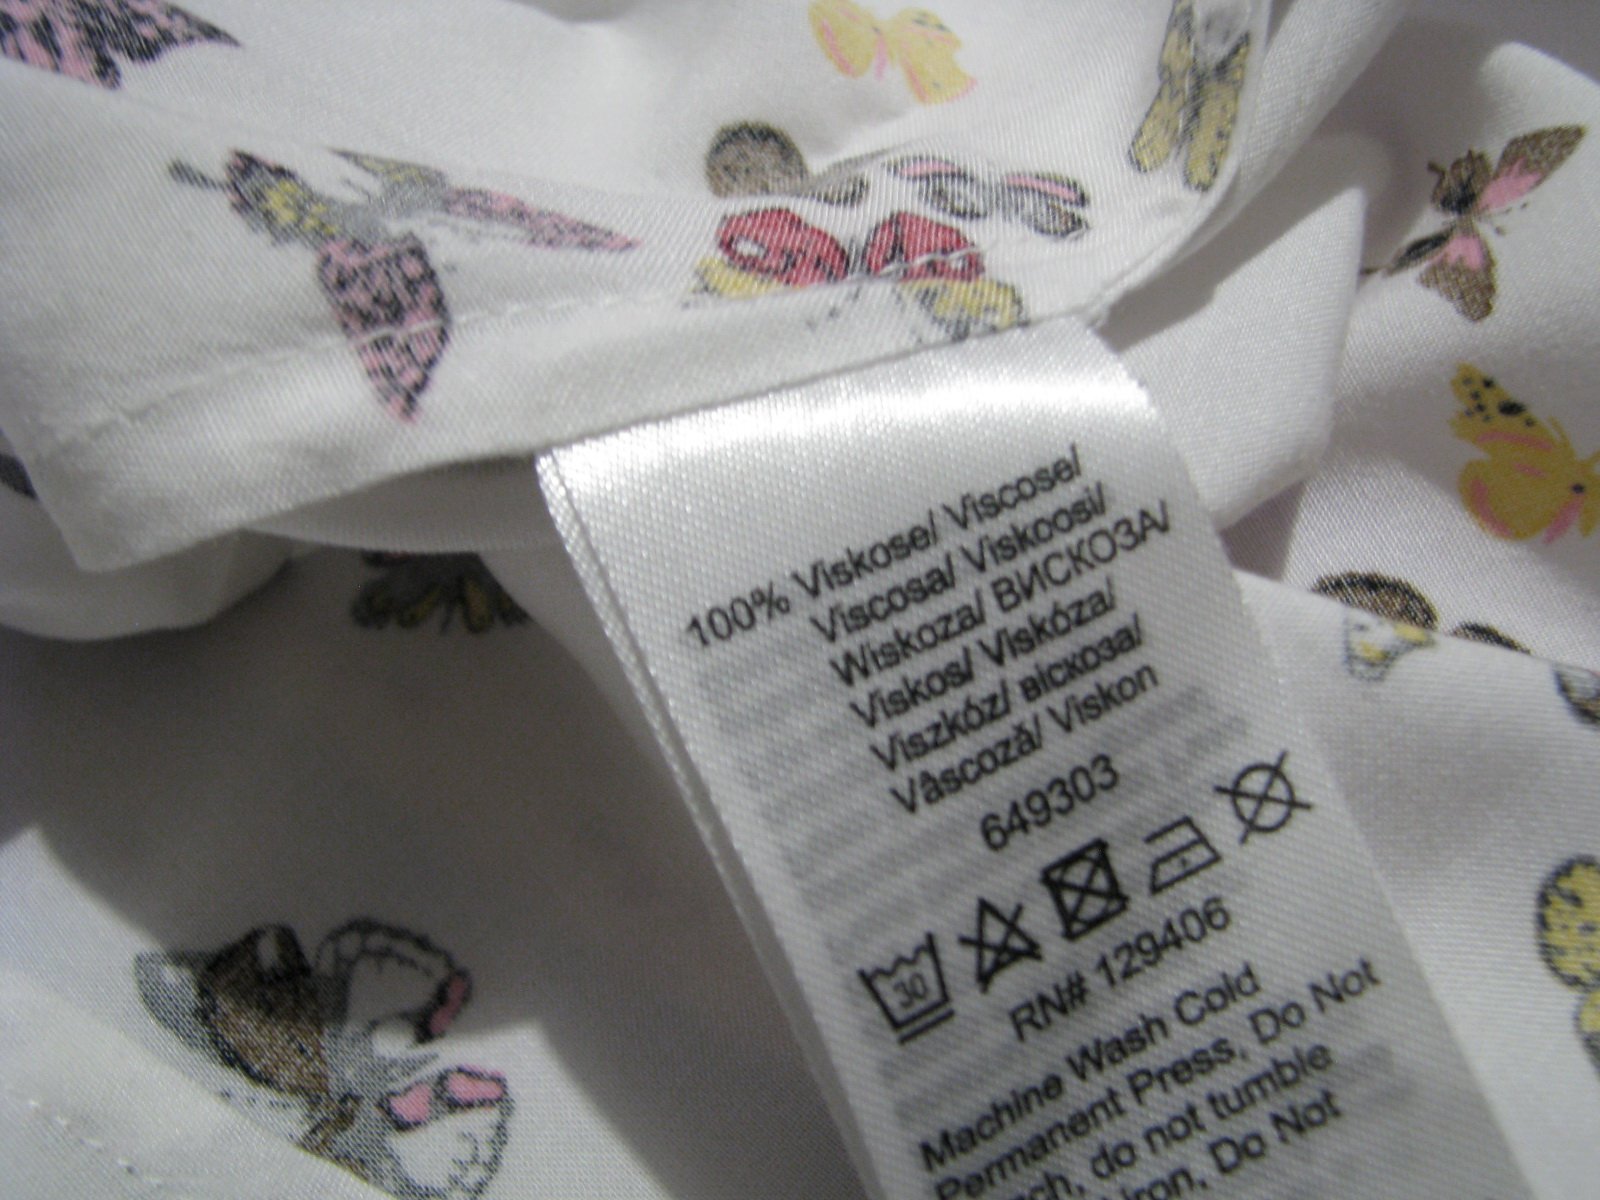 100% Viskose/ Viscose/
Viscosa/ Viskoosi/
Wiskoza/ ВИСКОЗА/
Viskos/ Viskóza/
Viszkóz/ віскоза/
Vâscoză/ Viskon
649303
30
RN# 129406
Machine Wash Cold
Permanent Press, Do Not
do not tumble
iron, Do Not